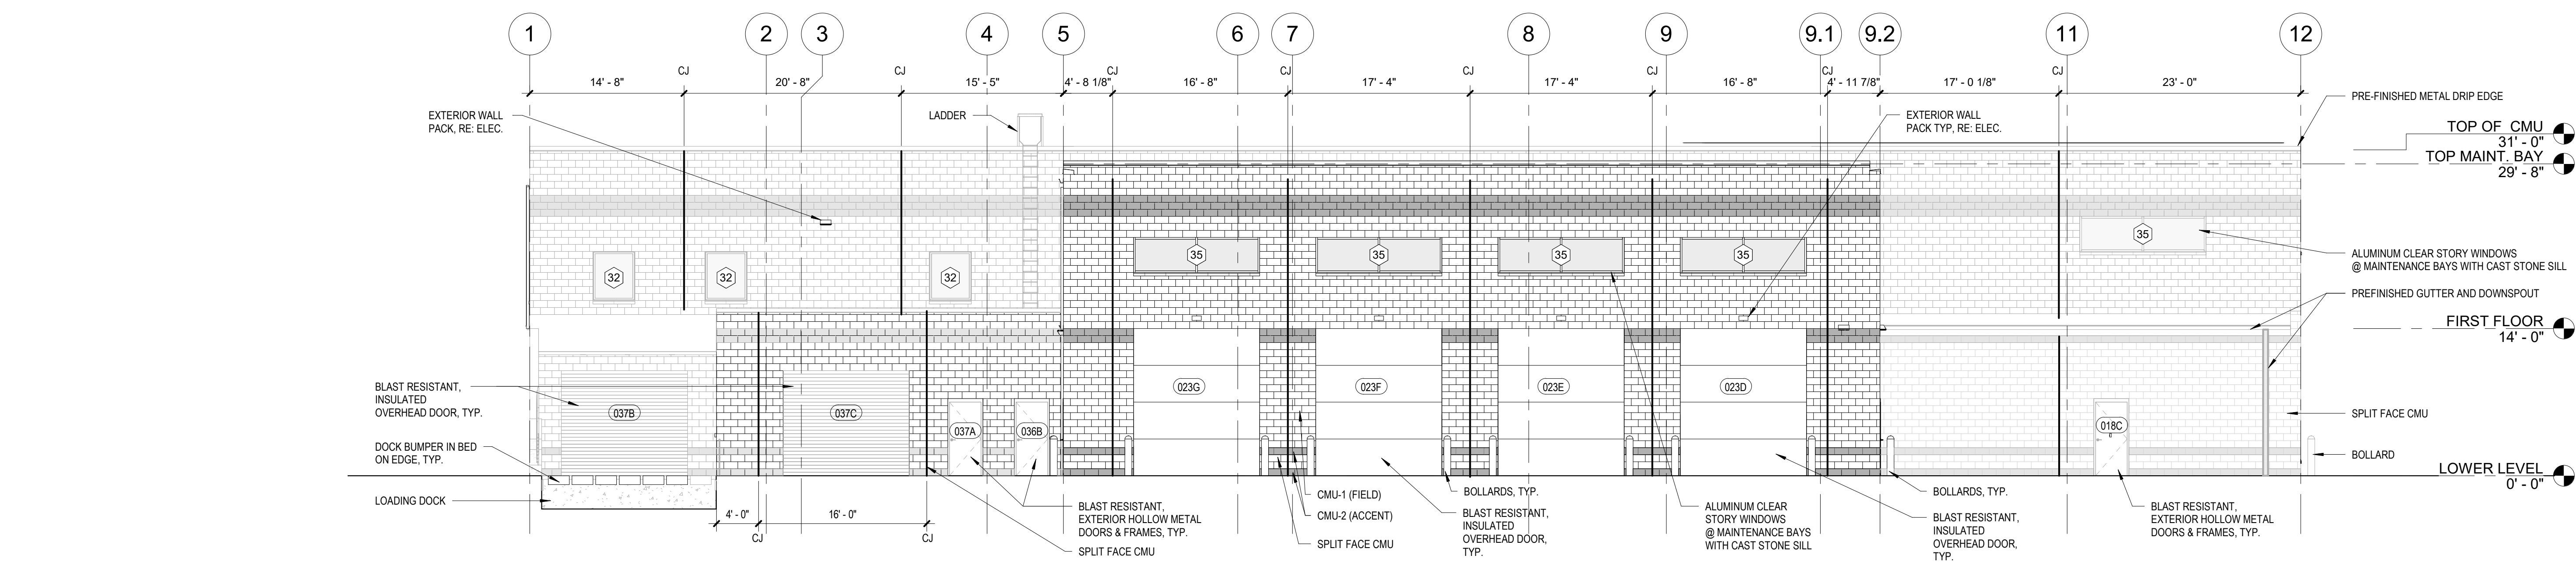 1 2 3 4 5 6 7 8 9 9.1 9.2 11 12
CJ CJ CJ CJ CJ CJ CJ CJ
14' - 8" 20' - 8" 15' - 5" 4' - 8 1/8" 16' - 8" 17' - 4" 17' - 4" 16' - 8" 4' - 11 7/8" 17' - 0 1/8" 23' - 0"
EXTERIOR WALL
PACK, RE: ELEC.
LADDER
EXTERIOR WALL
PACK TYP, RE: ELEC.
PRE-FINISHED METAL DRIP EDGE
TOP OF CMU
31' - 0"
TOP MAINT. BAY
29' - 8"
32 32 32 35 35 35 35 35
ALUMINUM CLEAR STORY WINDOWS
@ MAINTENANCE BAYS WITH CAST STONE SILL
PREFINISHED GUTTER AND DOWNSPOUT
FIRST FLOOR
14' - 0"
BLAST RESISTANT,
INSULATED
OVERHEAD DOOR, TYP.
037B 037C 037A 036B 023G 023F 023E 023D 018C
SPLIT FACE CMU
DOCK BUMPER IN BED
ON EDGE, TYP.
BOLLARD
LOWER LEVEL
0' - 0"
LOADING DOCK
4' - 0" 16' - 0"
CJ CJ
BLAST RESISTANT,
EXTERIOR HOLLOW METAL
DOORS & FRAMES, TYP.
SPLIT FACE CMU
CMU-1 (FIELD)
CMU-2 (ACCENT)
SPLIT FACE CMU
BOLLARDS, TYP.
BLAST RESISTANT,
INSULATED
OVERHEAD DOOR,
TYP.
ALUMINUM CLEAR
STORY WINDOWS
@ MAINTENANCE BAYS
WITH CAST STONE SILL
BOLLARDS, TYP.
BLAST RESISTANT,
INSULATED
OVERHEAD DOOR,
TYP.
BLAST RESISTANT,
EXTERIOR HOLLOW METAL
DOORS & FRAMES, TYP.